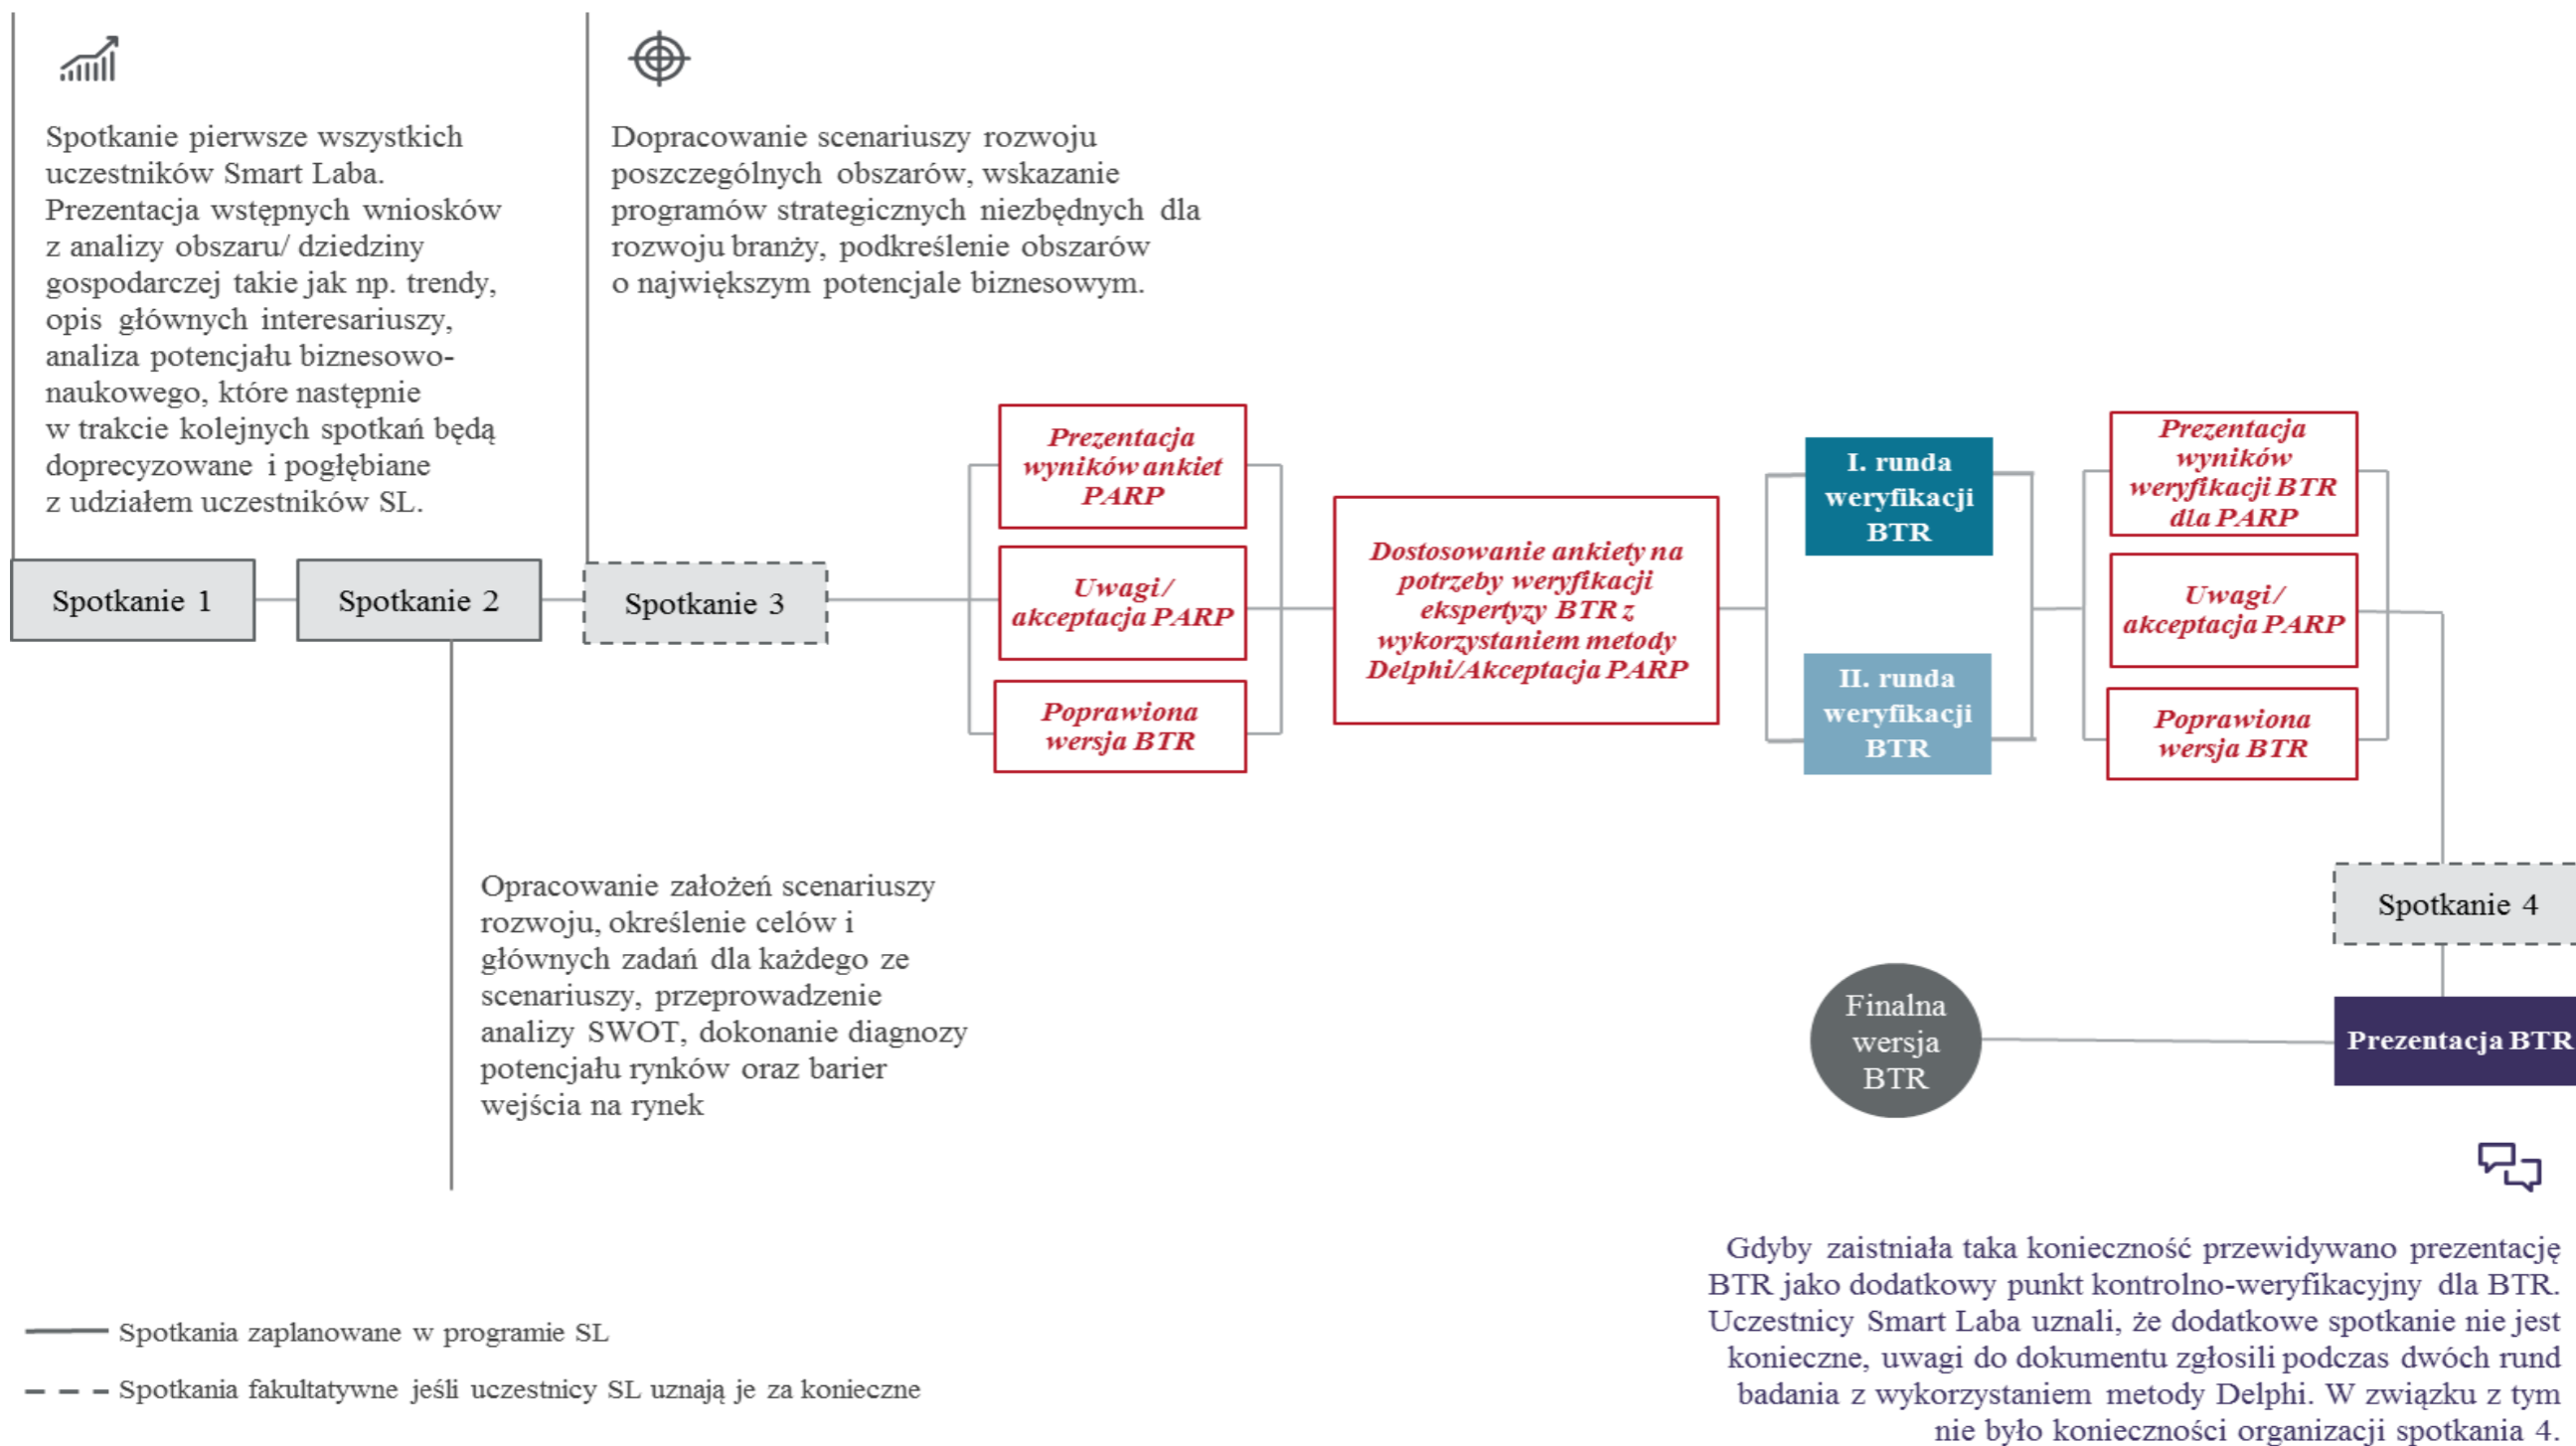 Spotkanie pierwsze wszystkich
uczestników Smart Laba.
Prezentacja wstępnych wniosków
z analizy obszaru/ dziedziny
gospodarczej takie jak np. trendy,
opis głównych interesariuszy,
analiza potencjału biznesowo-
naukowego, które następnie
w trakcie kolejnych spotkań będą
doprecyzowane i pogłębiane
z udziałem uczestników SL.
Dopracowanie scenariuszy rozwoju
poszczególnych obszarów, wskazanie
programów strategicznych niezbędnych dla
rozwoju branży, podkreślenie obszarów
o największym potencjale biznesowym.
Spotkanie 1
Spotkanie 2
Spotkanie 3
Prezentacja
wyników ankiet
PARP
Uwagi/
akceptacja PARP
Poprawiona
wersja BTR
Dostosowanie ankiety na
potrzeby weryfikacji
ekspertyzy BTR z
wykorzystaniem metody
Delphi/Akceptacja PARP
I. runda
weryfikacji
BTR
II. runda
weryfikacji
BTR
Prezentacja
wyników
weryfikacji BTR
dla PARP
Uwagi/
akceptacja PARP
Poprawiona
wersja BTR
Opracowanie założeń scenariuszy
rozwoju, określenie celów i
głównych zadań dla każdego ze
scenariuszy, przeprowadzenie
analizy SWOT, dokonanie diagnozy
potencjału rynków oraz barier
wejścia na rynek
Spotkanie 4
Prezentacja BTR
Finalna
wersja
BTR
Gdyby zaistniała taka konieczność przewidywano prezentację
BTR jako dodatkowy punkt kontrolno-weryfikacyjny dla BTR.
Uczestnicy Smart Laba uznali, że dodatkowe spotkanie nie jest
konieczne, uwagi do dokumentu zgłosili podczas dwóch rund
badania z wykorzystaniem metody Delphi. W związku z tym
nie było konieczności organizacji spotkania 4.
Spotkania zaplanowane w programie SL
Spotkania fakultatywne jeśli uczestnicy SL uznają je za konieczne